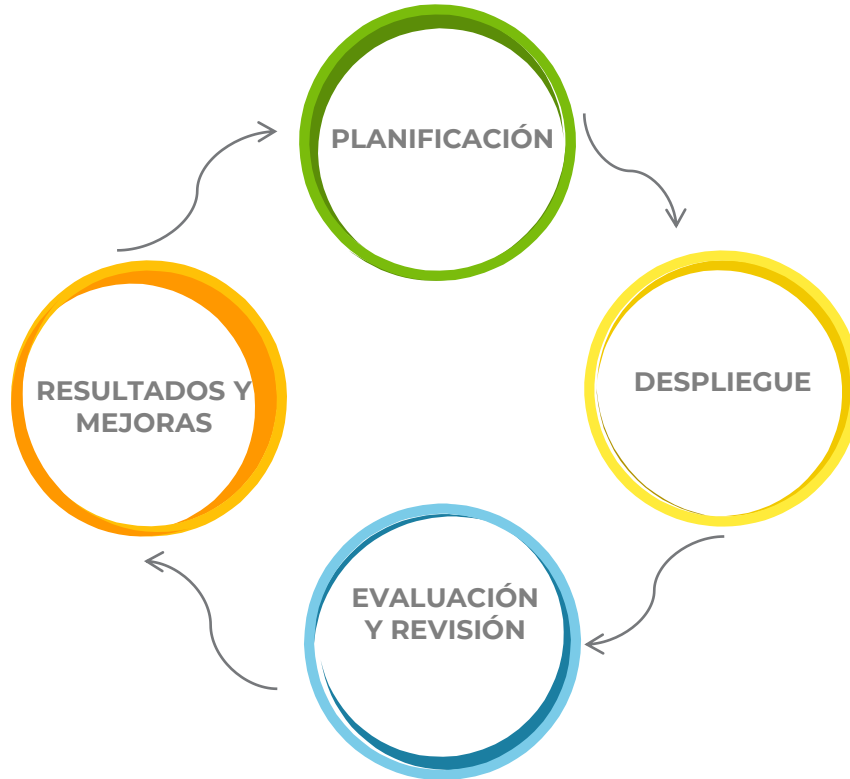 PLANIFICACIÓN
DESPLIEGUE
RESULTADOS Y
MEJORAS
EVALUACIÓN
Y REVISIÓN